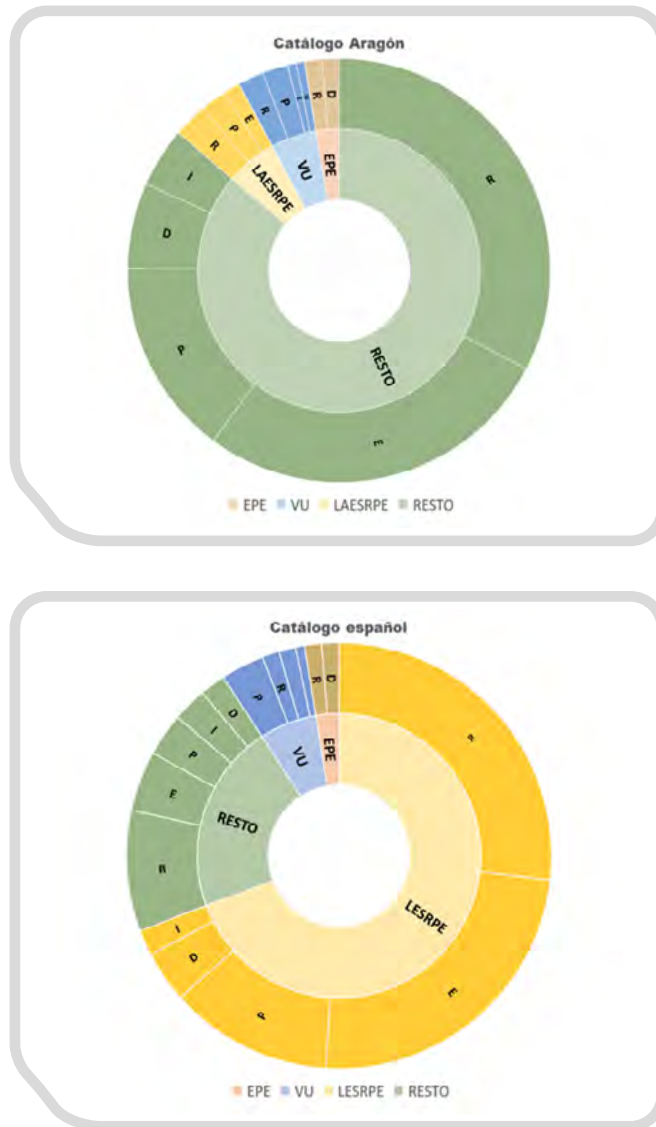 Catálogo Aragón
D
R
P
R
E
P
R
I
D
P
E
R
EPE
VU
LAESRPE
RESTO
EPE VU LAESRPE RESTO
Catálogo español
D
R
R
P
D
I
P
E
R
I
D
P
E
R
EPE
VU
RESTO
LESRPE
EPE VU LESRPE RESTO